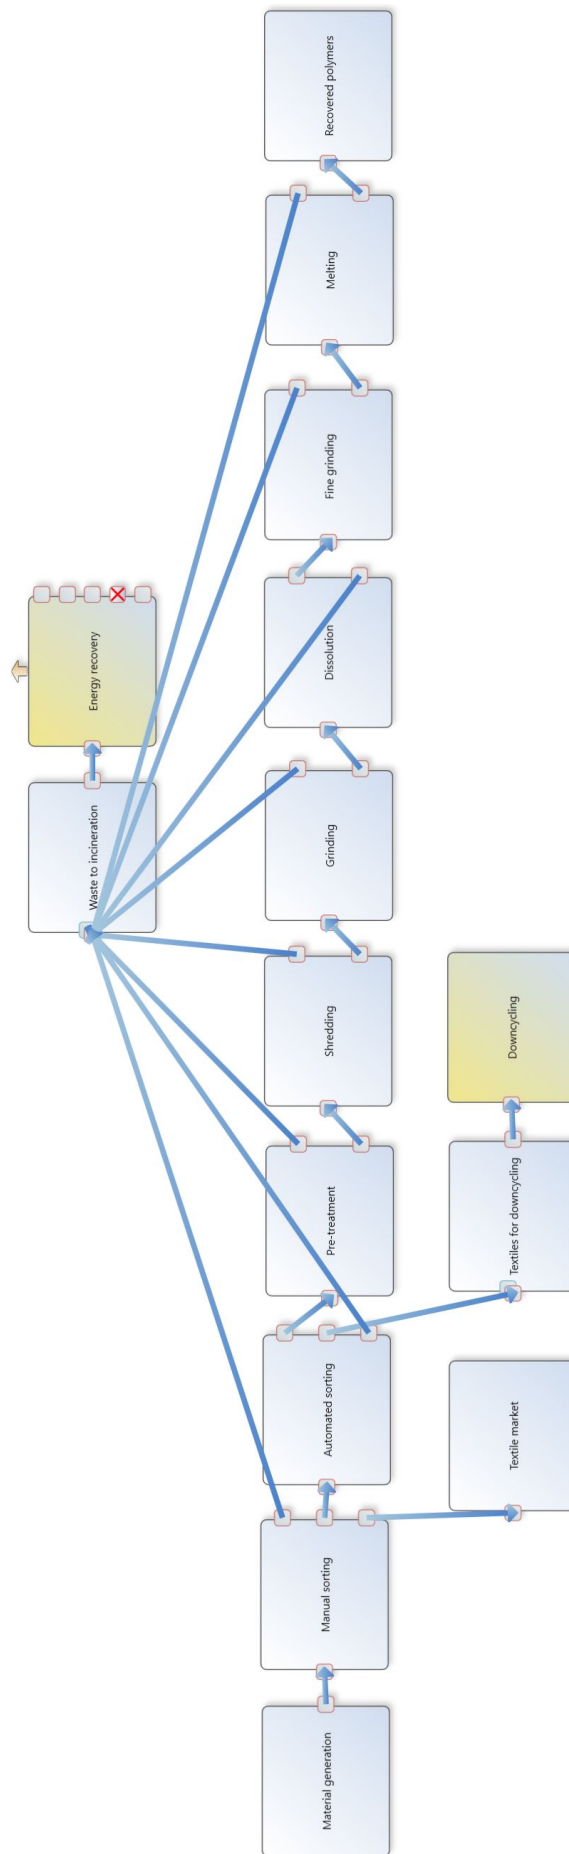 Energy recovery
Waste to incineration
Material generation
Manual sorting
Automated sorting
Pre-treatment
Shredding
Grinding
Dissolution
Fine grinding
Melting
Recovered polymers
Textile market
Textiles for downcycling
Downcycling